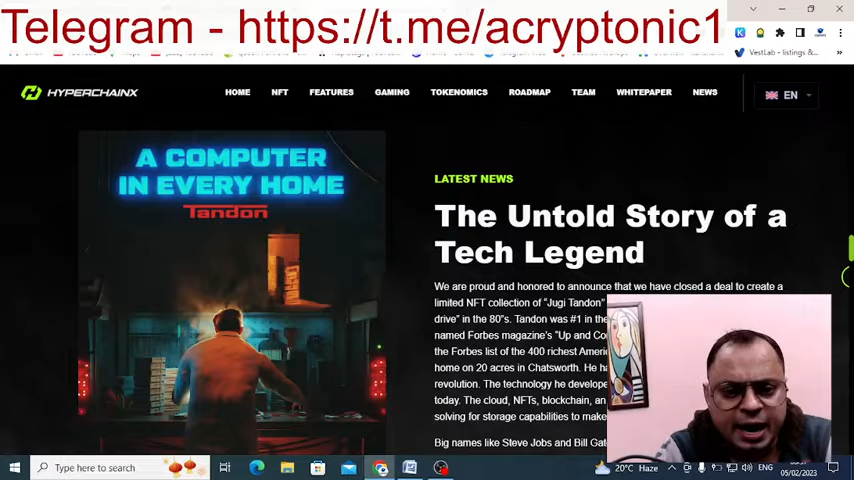 Telegram - https://t.me/acryptonic1
VestLab - listings &
HYPERCHAINX
HOME NFT FEATURES GAMING TOKENOMICS ROADMAP TEAM WHITEPAPER NEWS EN
A COMPUTER
IN EVERY HOME
Tandon
LATEST NEWS
The Untold Story of a
Tech Legend
We are proud and honored to announce that we have closed a deal to create a
limited NFT collection of "Jugi Tandon"
drive" in the 80"s. Tandon was #1 in the
named Forbes magazine's "Up and Co
the Forbes list of the 400 richest Ameri
home on 20 acres in Chatsworth. He ha
revolution. The technology he develope
today. The cloud, NFTs, blockchain, an
solving for storage capabilities to make
Big names like Steve Jobs and Bill Gat
Type here to search
20°C Haze
ENG
05/02/2023